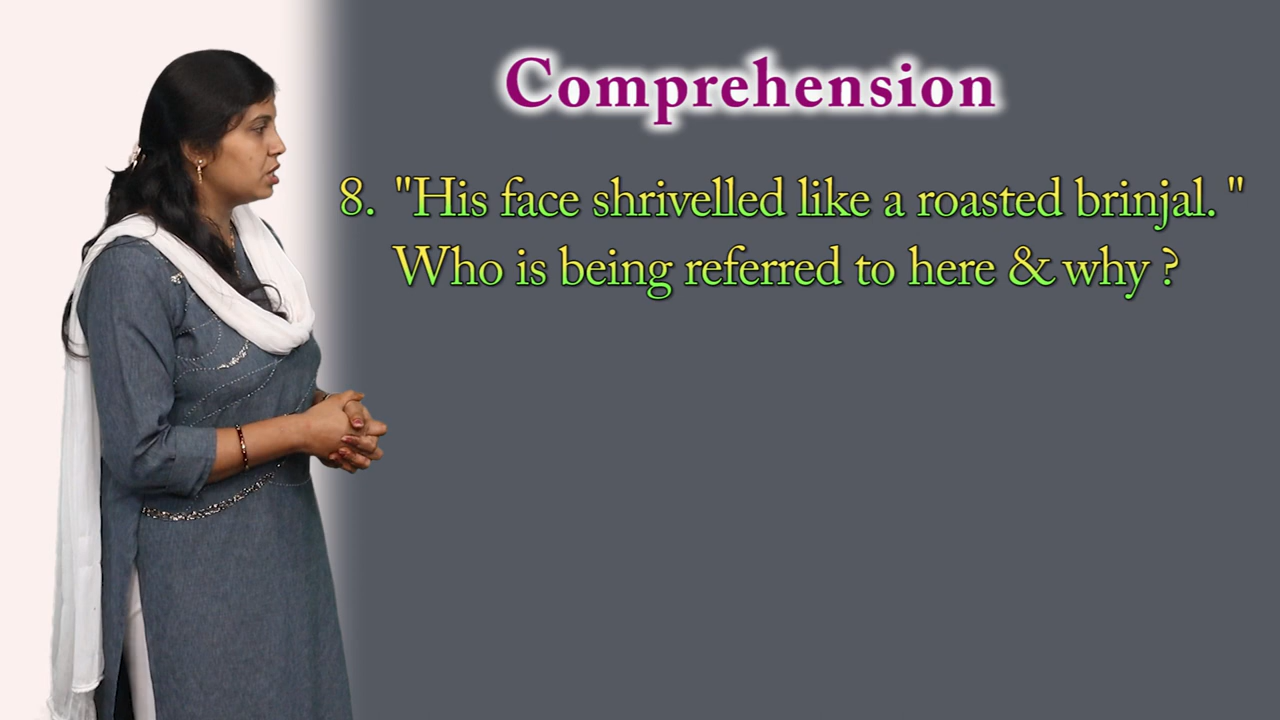 Comprehension
8. "His face shrivelled like a roasted brinjal. "
Who is being referred to here & why ?